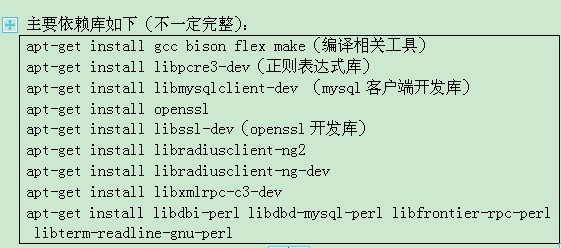 主要依赖库如下（不一定完整）：
apt-get install gcc bison flex make（编译相关工具）
apt-get install libpcre3-dev（正则表达式库）
apt-get install libmysqlclient-dev （mysql 客户端开发库）
apt-get install openssl
apt-get install libssl-dev（openssl 开发库）
apt-get install libradiusclient-ng2
apt-get install libradiusclient-ng-dev
apt-get install libxmlrpc-c3-dev
apt-get install libdbi-perl libdbd-mysql-perl libfrontier-rpc-perl
libterm-readline-gnu-perl